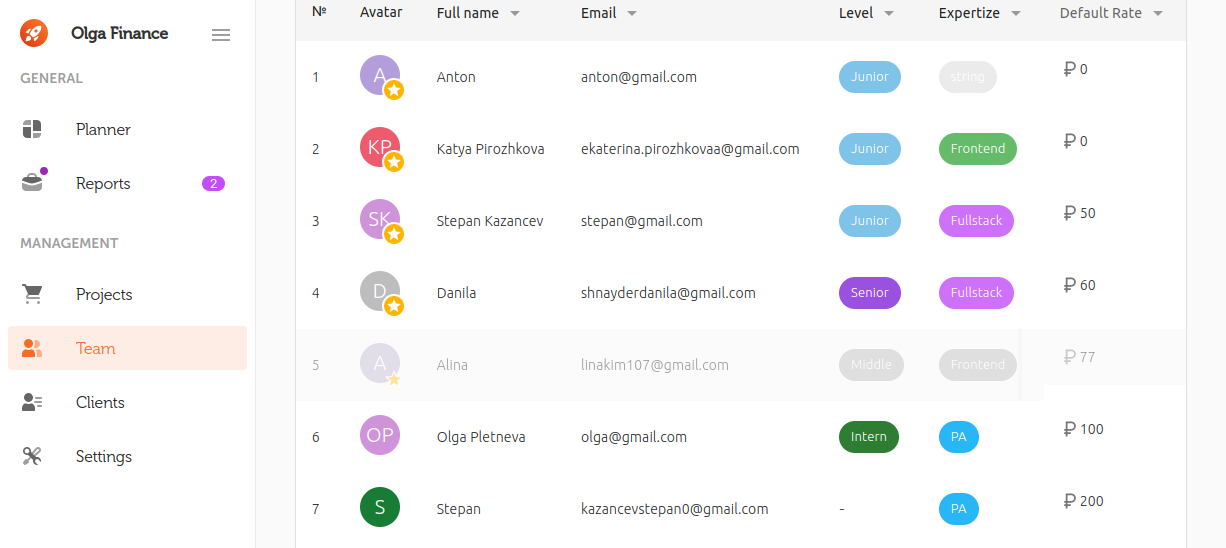 Olga Finance
GENERAL
Planner
Reports 2
MANAGEMENT
Projects
Team
Clients
Settings
№ Avatar Full name Email Level Expertize Default Rate
1 A Anton anton@gmail.com Junior string ₽ 0
2 KP Katya Pirozhkova ekaterina.pirozhkovaa@gmail.com Junior Frontend ₽ 0
3 SK Stepan Kazancev stepan@gmail.com Junior Fullstack ₽ 50
4 D Danila shnayderdanila@gmail.com Senior Fullstack ₽ 60
5 A Alina linakim107@gmail.com Middle Frontend ₽ 77
6 OP Olga Pletneva olga@gmail.com Intern PA ₽ 100
7 S Stepan kazancevstepan0@gmail.com - PA ₽ 200